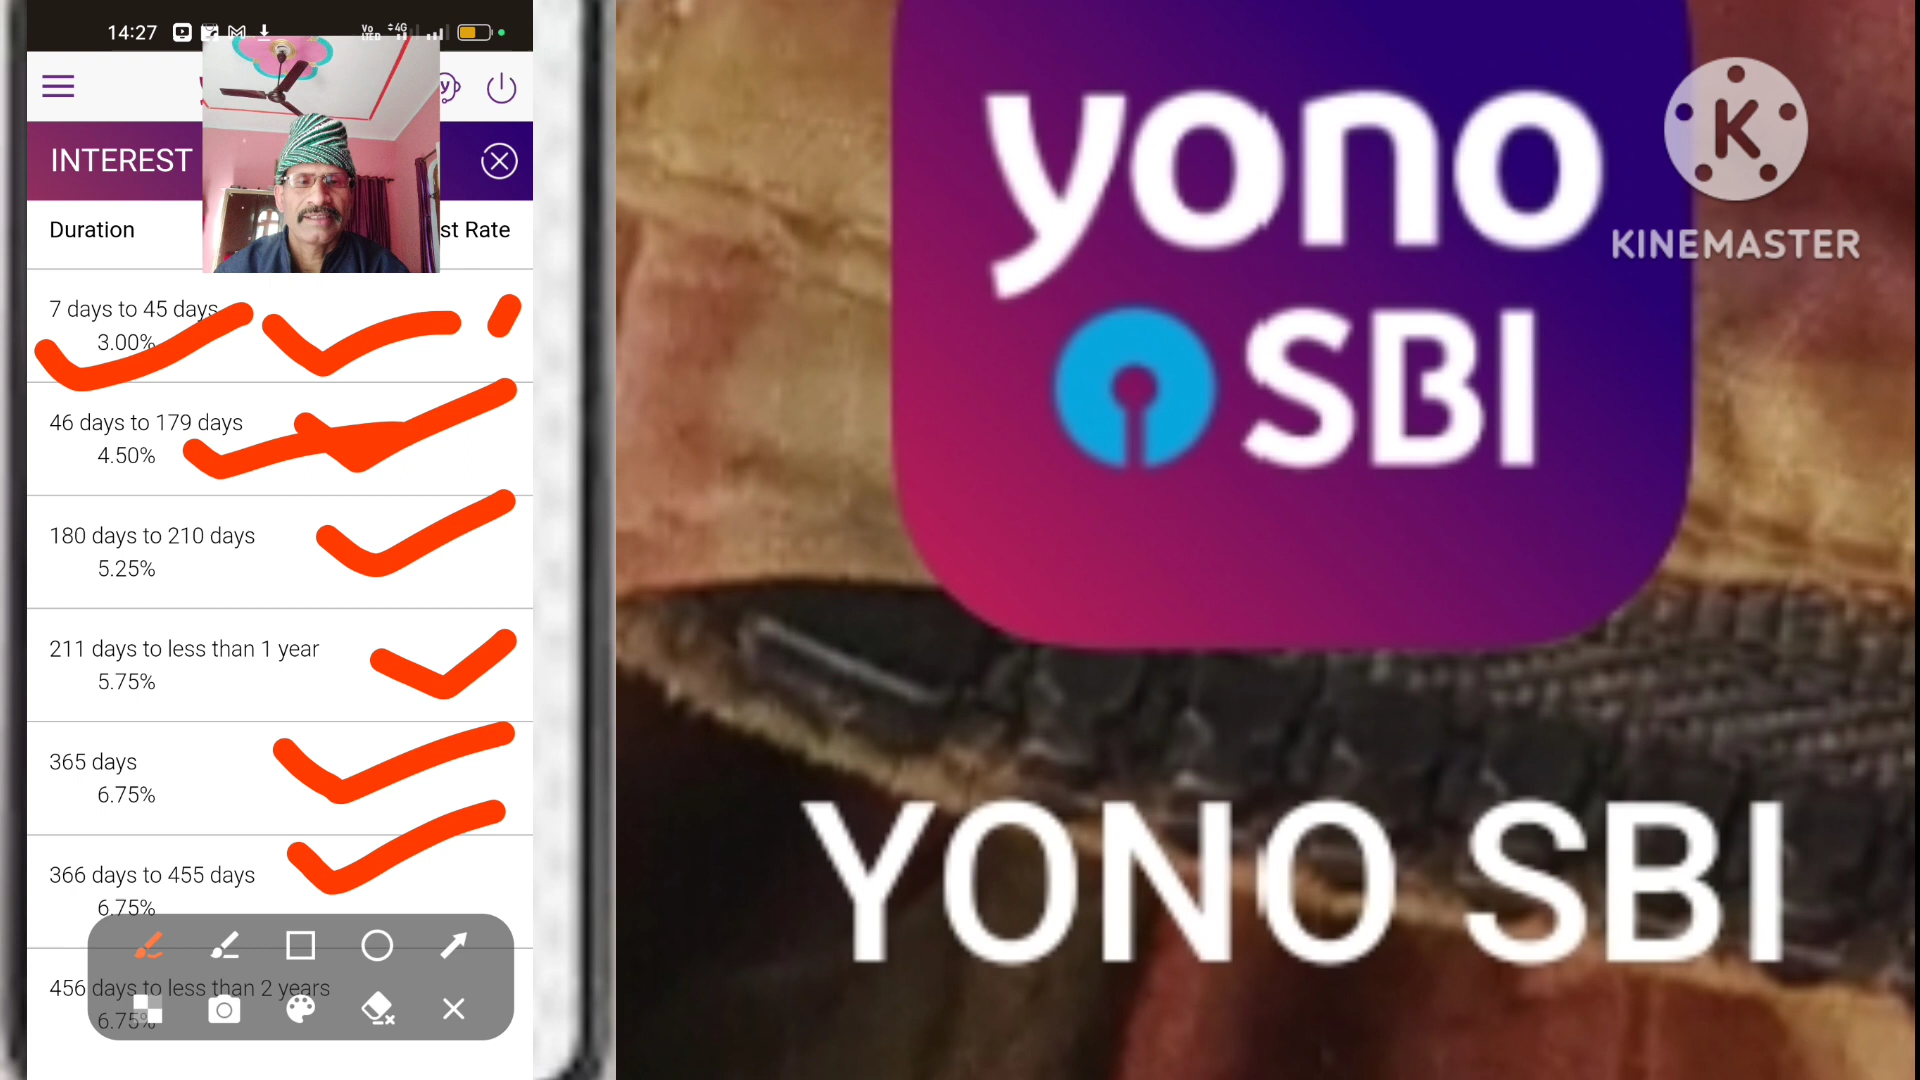 14:27
Vo LTE D 4G
INTEREST
Duration
st Rate
7 days to 45 days
3.00%
46 days to 179 days
4.50%
180 days to 210 days
5.25%
211 days to less than 1 year
5.75%
365 days
6.75%
366 days to 455 days
6.75%
456 days to less than 2 years
6.75%
yono
SBI
YONO SBI
K
KINEMASTER